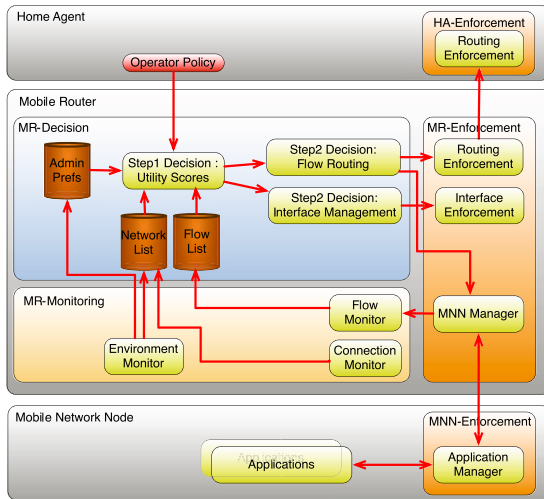 Home Agent
HA-Enforcement
Routing
Enforcement
Operator Policy
Mobile Router
MR-Decision
MR-Enforcement
Admin
Prefs
Step1 Decision :
Utility Scores
Step2 Decision:
Flow Routing
Routing
Enforcement
Step2 Decision:
Interface Management
Interface
Enforcement
Network
List
Flow
List
MR-Monitoring
Flow
Monitor
MNN Manager
Environment
Monitor
Connection
Monitor
Mobile Network Node
MNN-Enforcement
Applications
Applications
Application
Manager